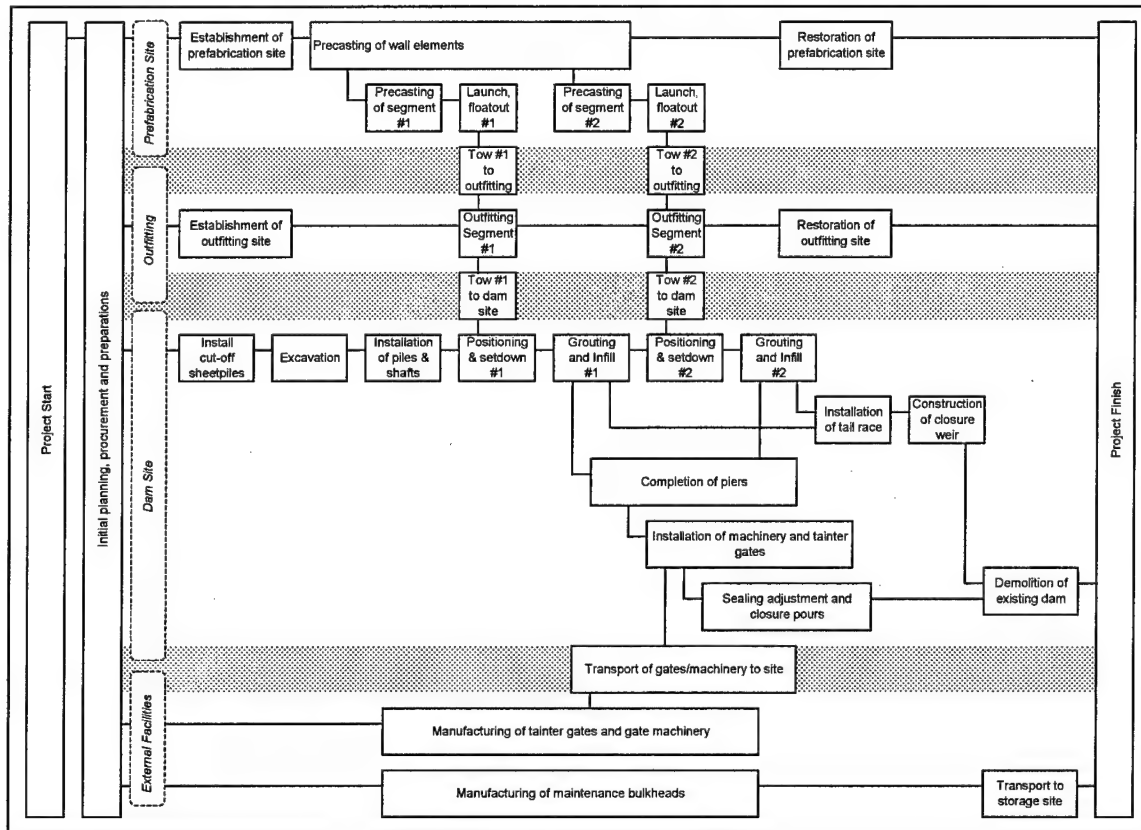 Project Start
Initial planning, procurement and preparations
Prefabrication Site
Establishment of
prefabrication site
Precasting of wall elements
Restoration of
prefabrication site
Precasting
of segment
#1
Launch,
floatout
#1
Precasting
of segment
#2
Launch,
floatout
#2
Tow #1
to
outfitting
Tow #2
to
outfitting
Outfitting
Establishment of
outfitting site
Outfitting
Segment
#1
Outfitting
Segment
#2
Restoration of
outfitting site
Tow #1
to dam
site
Tow #2
to dam
site
Dam Site
Install
cut-off
sheetpiles
Excavation
Installation
of piles &
shafts
Positioning
& setdown
#1
Grouting
and Infill
#1
Positioning
& setdown
#2
Grouting
and Infill
#2
Installation
of tail race
Construction
of closure
weir
Completion of piers
Installation of machinery and tainter
gates
Sealing adjustment and
closure pours
Demolition of
existing dam
Transport of gates/machinery to site
External Facilities
Manufacturing of tainter gates and gate machinery
Manufacturing of maintenance bulkheads
Transport to
storage site
Project Finish